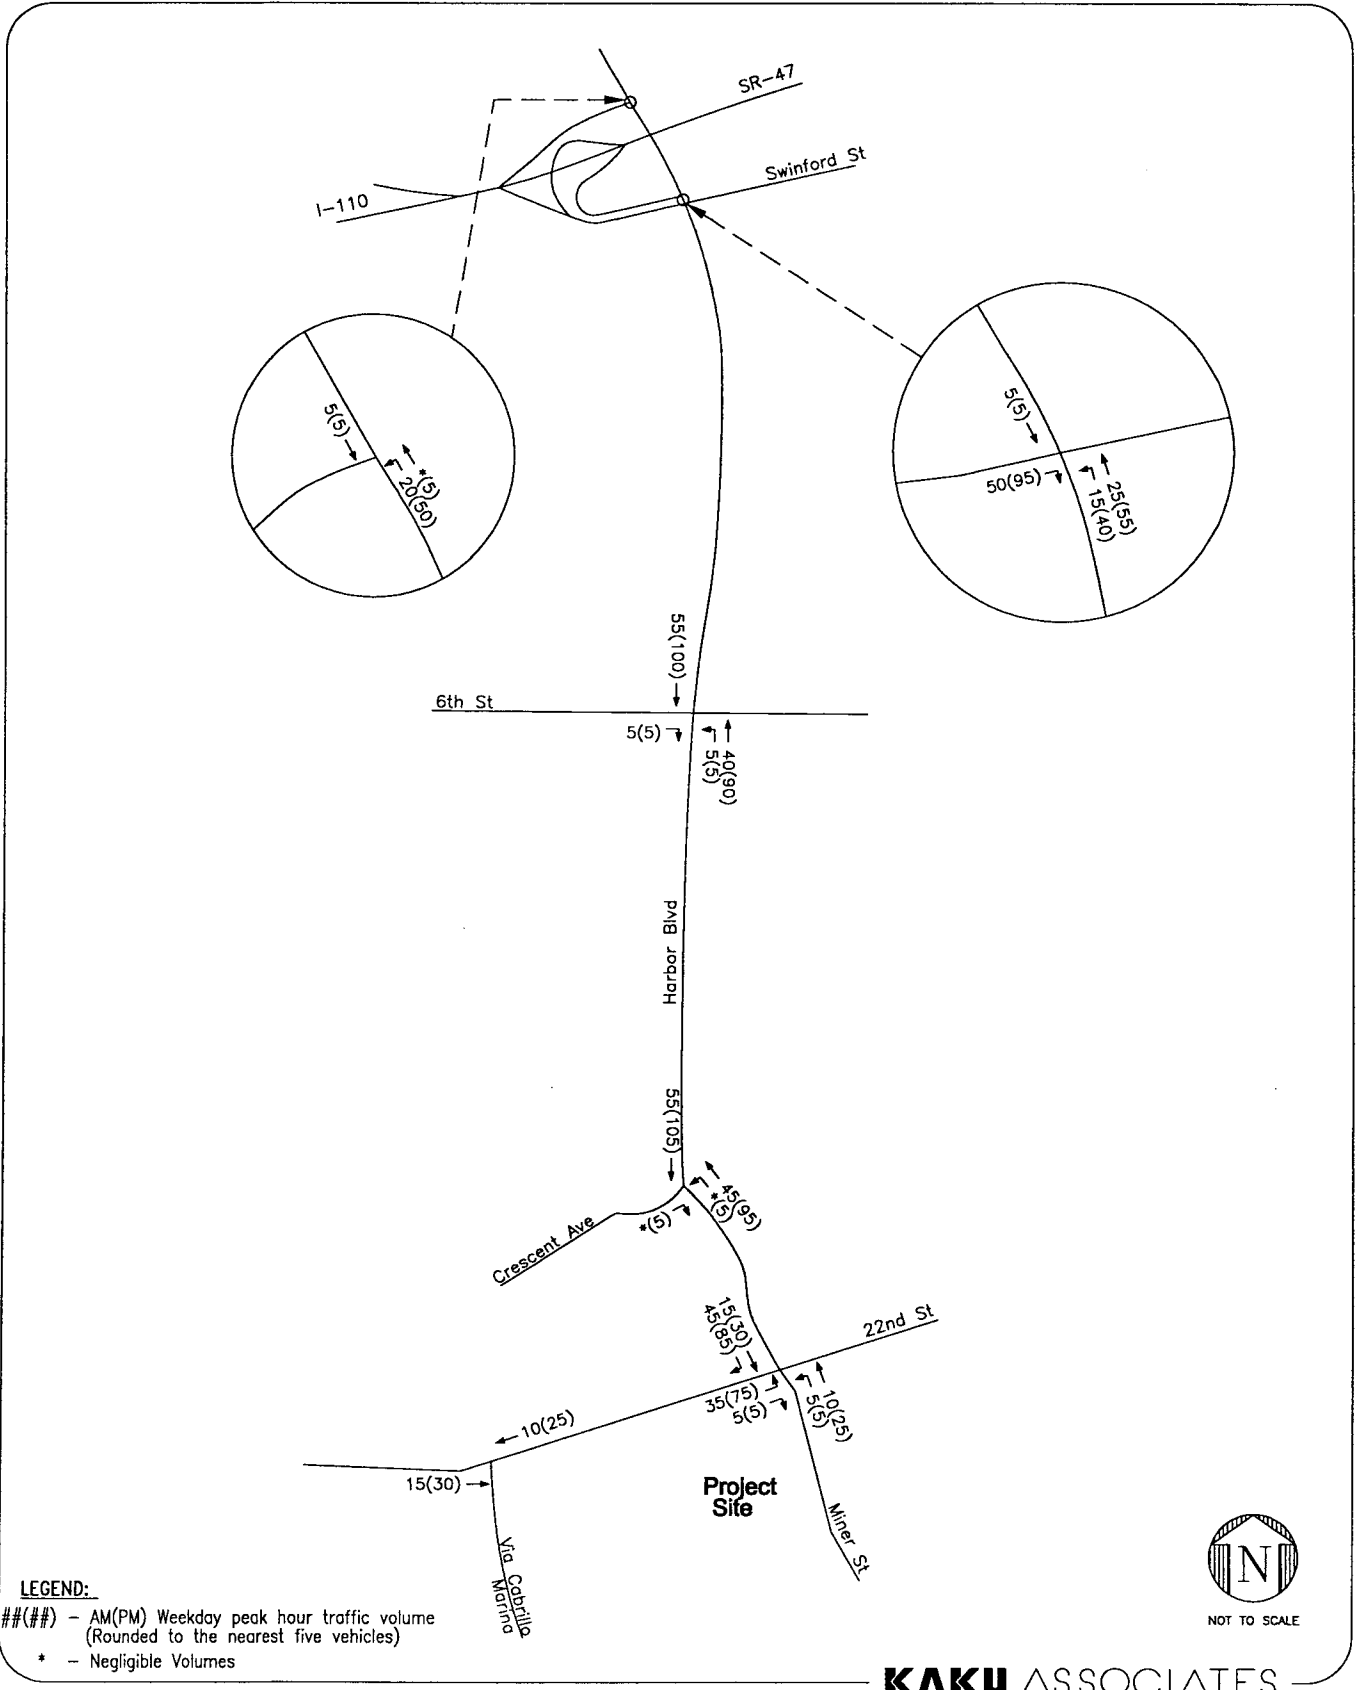 SR-47
Swinford St
I-110
5(5)
*(5)
20(50)
5(5)
50(95)
25(55)
15(40)
55(100)
6th St
5(5)
40(90)
5(5)
Harbor Blvd
55(105)
45(95)
*(5)
*(5)
Crescent Ave
15(30)
45(85)
22nd St
35(75)
5(5)
10(25)
5(5)
10(25)
15(30)
Project
Site
Miner St
Via Cabrillo
Marina
N
NOT TO SCALE
LEGEND:
##(##) - AM(PM) Weekday peak hour traffic volume
(Rounded to the nearest five vehicles)
* - Negligible Volumes
KAKU ASSOCIATES